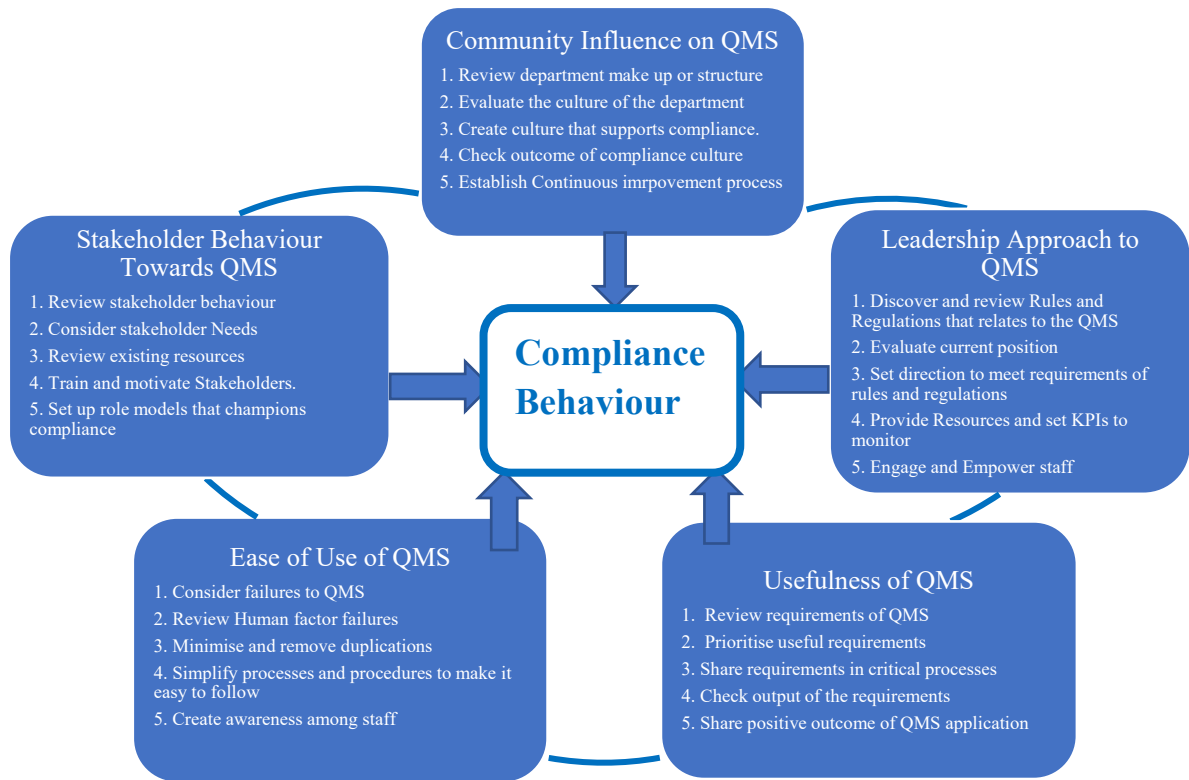 Community Influence on QMS
1. Review department make up or structure
2. Evaluate the culture of the department
3. Create culture that supports compliance.
4. Check outcome of compliance culture
5. Establish Continuous imrpovement process
Stakeholder Behaviour
Towards QMS
1. Review stakeholder behaviour
2. Consider stakeholder Needs
3. Review existing resources
4. Train and motivate Stakeholders.
5. Set up role models that champions
compliance
Compliance
Behaviour
Leadership Approach to
QMS
1. Discover and review Rules and
Regulations that relates to the QMS
2. Evaluate current position
3. Set direction to meet requirements of
rules and regulations
4. Provide Resources and set KPIs to
monitor
5. Engage and Empower staff
Ease of Use of QMS
1. Consider failures to QMS
2. Review Human factor failures
3. Minimise and remove duplications
4. Simplify processes and procedures to make it
easy to follow
5. Create awareness among staff
Usefulness of QMS
1. Review requirements of QMS
2. Prioritise useful requirements
3. Share requirements in critical processes
4. Check output of the requirements
5. Share positive outcome of QMS application